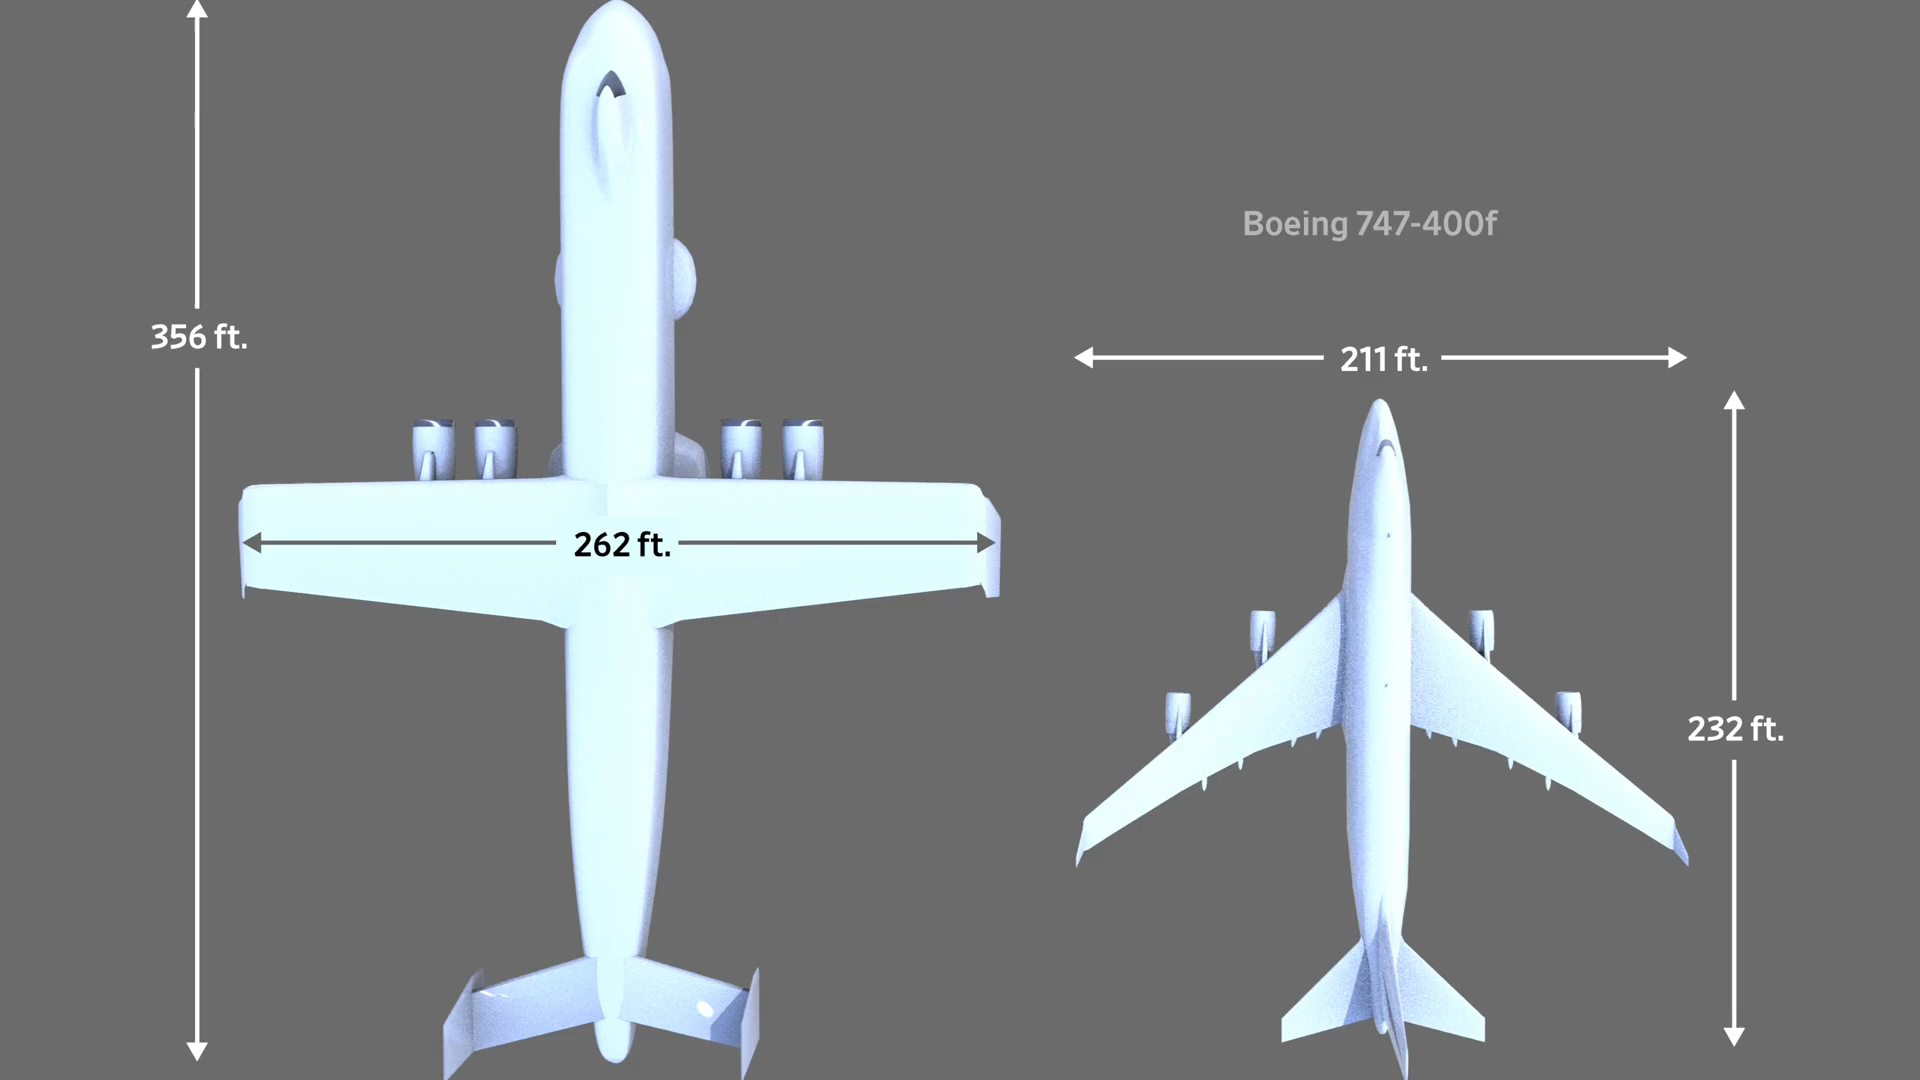 356 ft.
262 ft.
Boeing 747-400f
211 ft.
232 ft.